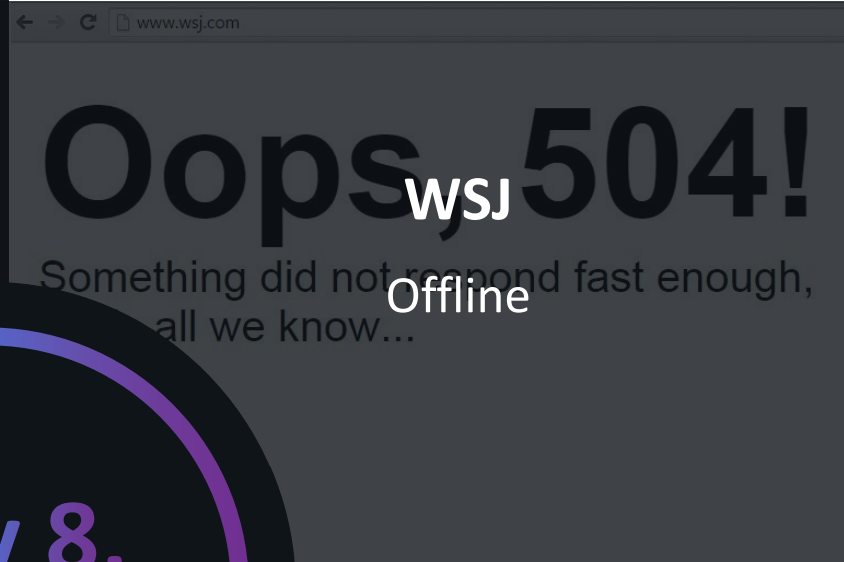 www.wsj.com
Oops, 504!
WSJ
Something did not respond fast enough,
Offline
all we know...
8,